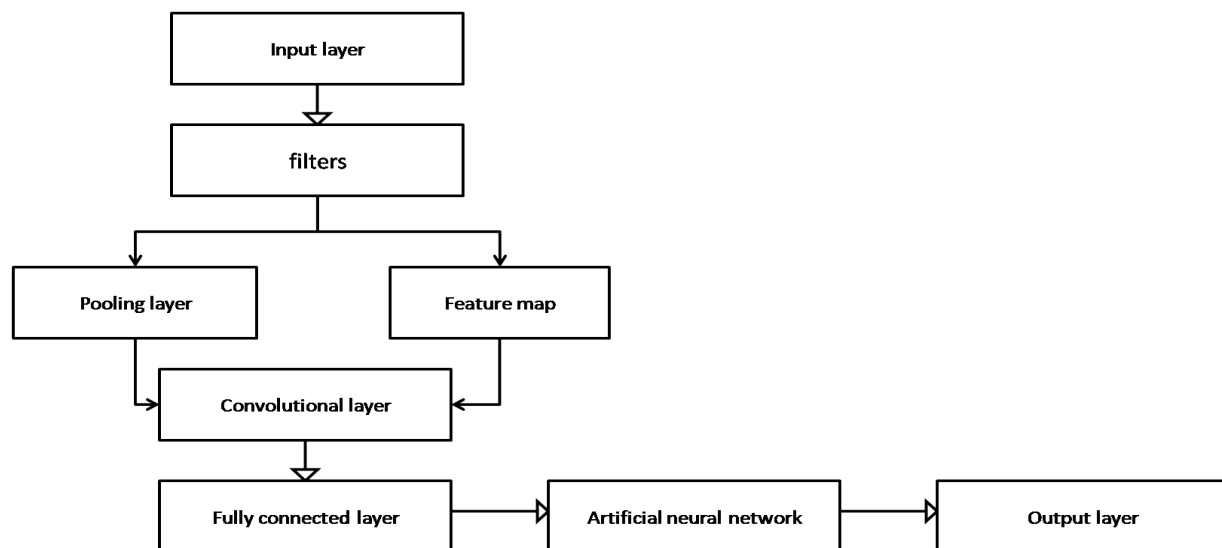 Input layer
filters
Pooling layer
Feature map
Convolutional layer
Fully connected layer
Artificial neural network
Output layer